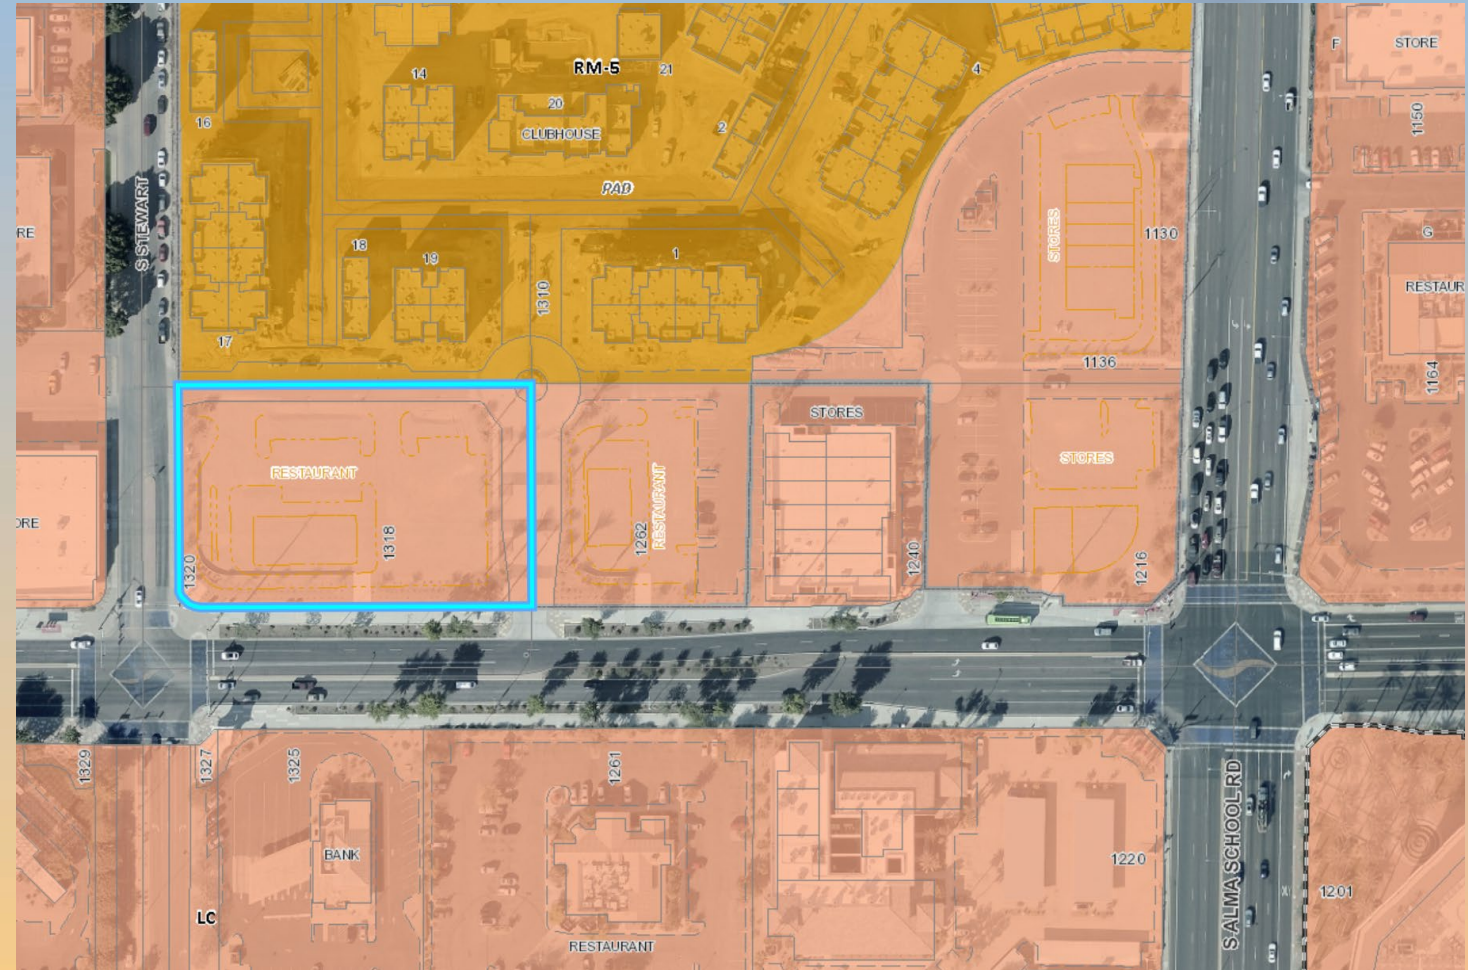 F
STORE
14
RM-5
21
4
16
20
2
CLUBHOUSE
1150
S STEWART
PAD
RE
18
19
1
STORES
1130
G
RESTAUR
1310
17
1136
1164
STORES
RESTAURANT
STORES
ORE
1320
1318
1262
RESTAURANT
1240
1216
1329
1327
1325
1261
BANK
1220
S ALMA SCHOOL RD
1201
LC
RESTAURANT